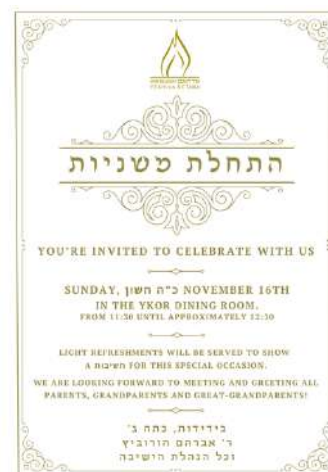 התחלת משניות
YOU'RE INVITED TO CELEBRATE WITH US
SUNDAY, כ"ה חשון NOVEMBER 16TH
IN THE YKOR DINING ROOM.
FROM 11:30 UNTIL APPROXIMATELY 12:30
LIGHT REFRESHMENTS WILL BE SERVED TO SHOW
A חשיבות FOR THIS SPECIAL OCCASION.
WE ARE LOOKING FORWARD TO MEETING AND GREETING ALL
PARENTS, GRANDPARENTS AND GREAT-GRANDPARENTS!
בידידות, כתה ג'
ר' אברהם הורוביץ
וכל הנהלת הישיבה